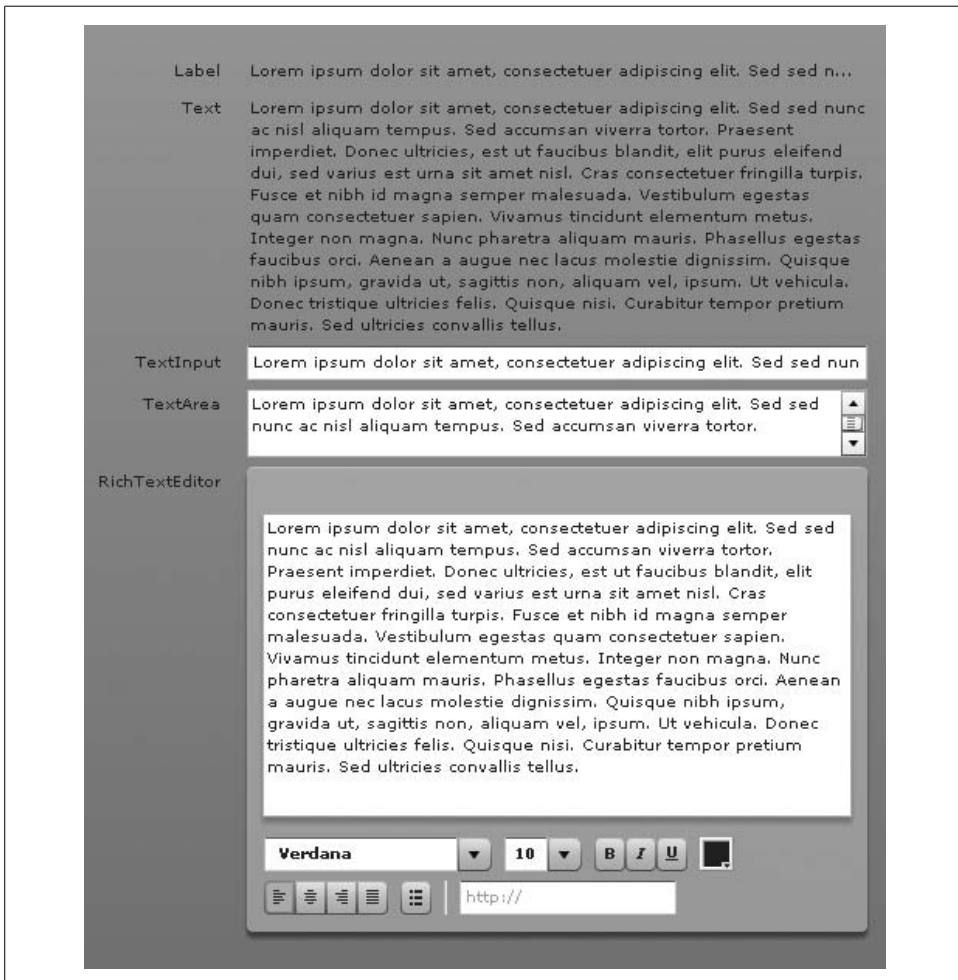 Label Lorem ipsum dolor sit amet, consectetuer adipiscing elit. Sed sed n...
Text Lorem ipsum dolor sit amet, consectetuer adipiscing elit. Sed sed nunc
ac nisl aliquam tempus. Sed accumsan viverra tortor. Praesent
imperdiet. Donec ultricies, est ut faucibus blandit, elit purus eleifend
dui, sed varius est urna sit amet nisl. Cras consectetuer fringilla turpis.
Fusce et nibh id magna semper malesuada. Vestibulum egestas
quam consectetuer sapien. Vivamus tincidunt elementum metus.
Integer non magna. Nunc pharetra aliquam mauris. Phasellus egestas
faucibus orci. Aenean a augue nec lacus molestie dignissim. Quisque
nibh ipsum, gravida ut, sagittis non, aliquam vel, ipsum. Ut vehicula.
Donec tristique ultricies felis. Quisque nisi. Curabitur tempor pretium
mauris. Sed ultricies convallis tellus.
TextInput Lorem ipsum dolor sit amet, consectetuer adipiscing elit. Sed sed nun
TextArea Lorem ipsum dolor sit amet, consectetuer adipiscing elit. Sed sed
nunc ac nisl aliquam tempus. Sed accumsan viverra tortor.
RichTextEditor
Lorem ipsum dolor sit amet, consectetuer adipiscing elit. Sed sed
nunc ac nisl aliquam tempus. Sed accumsan viverra tortor.
Praesent imperdiet. Donec ultricies, est ut faucibus blandit, elit
purus eleifend dui, sed varius est urna sit amet nisl. Cras
consectetuer fringilla turpis. Fusce et nibh id magna semper
malesuada. Vestibulum egestas quam consectetuer sapien.
Vivamus tincidunt elementum metus. Integer non magna. Nunc
pharetra aliquam mauris. Phasellus egestas faucibus orci. Aenean
a augue nec lacus molestie dignissim. Quisque nibh ipsum,
gravida ut, sagittis non, aliquam vel, ipsum. Ut vehicula. Donec
tristique ultricies felis. Quisque nisi. Curabitur tempor pretium
mauris. Sed ultricies convallis tellus.
Verdana 10 B I U
http://